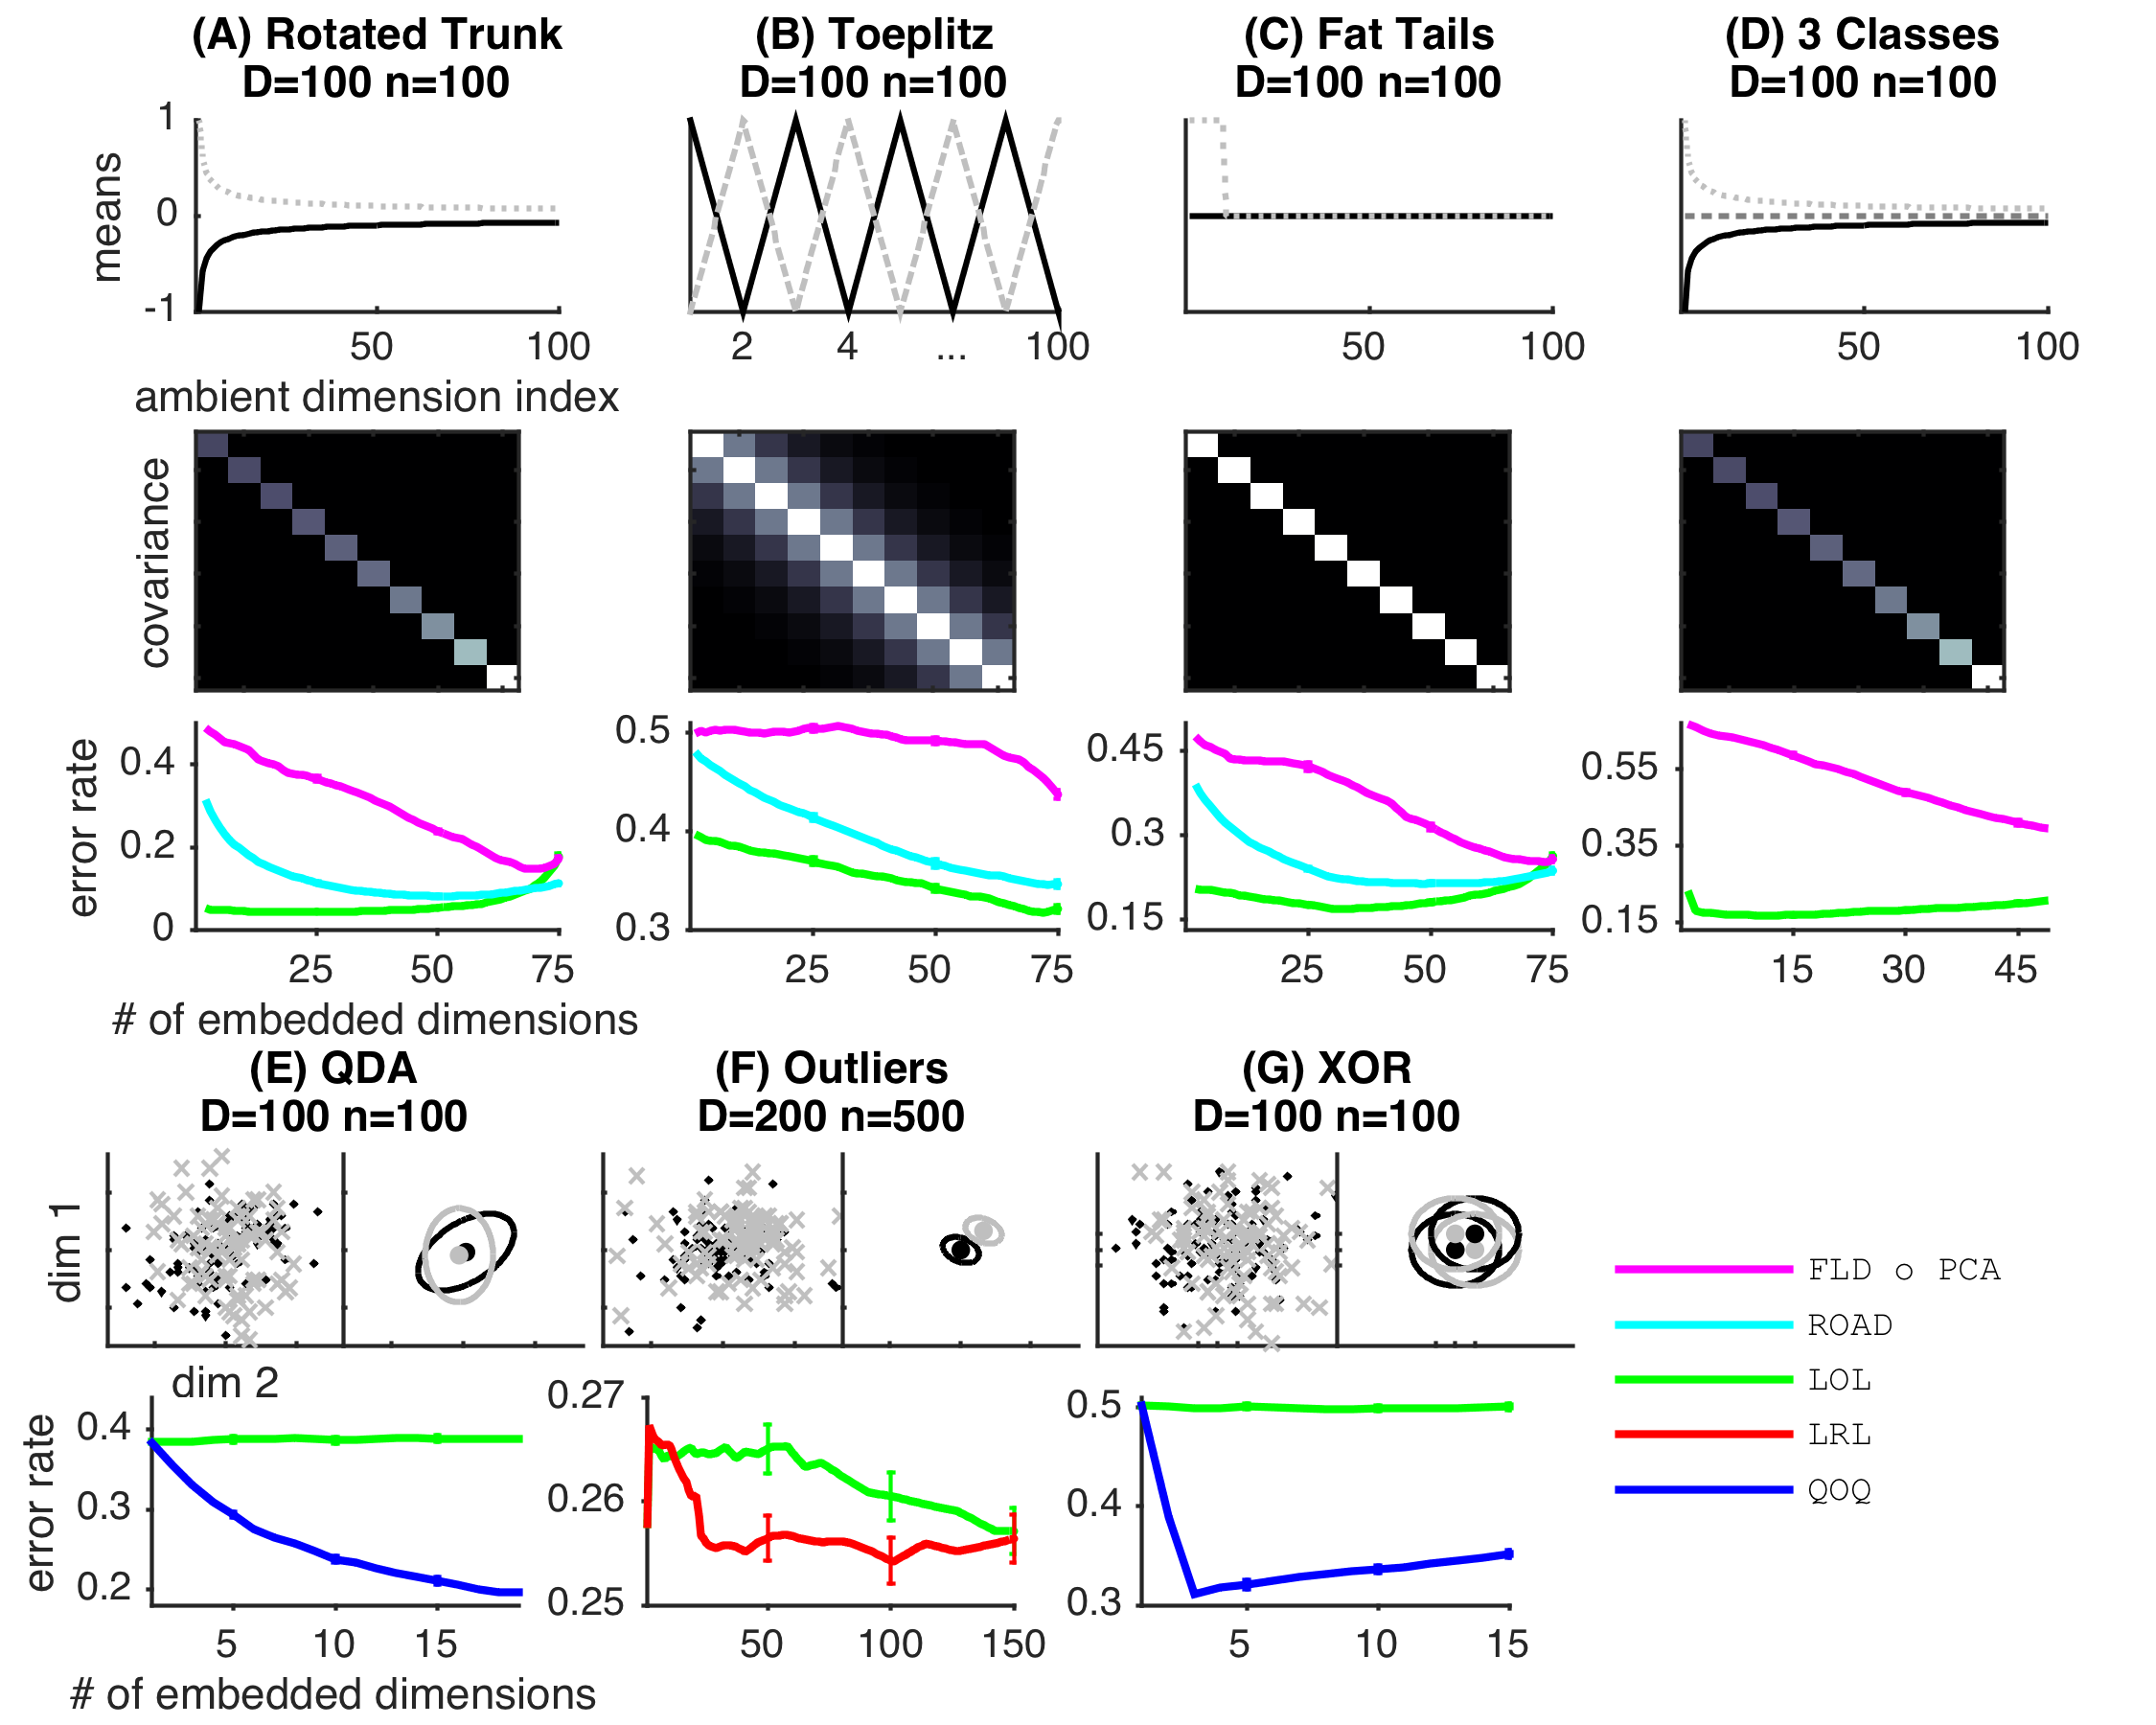 (A) Rotated Trunk
D=100 n=100
(B) Toeplitz
D=100 n=100
(C) Fat Tails
D=100 n=100
(D) 3 Classes
D=100 n=100
means
1
0
-1
50
100
2
4
...
100
50
100
50
100
ambient dimension index
covariance
error rate
0.4
0.2
0
25
50
75
0.5
0.4
0.3
25
50
75
0.45
0.3
0.15
25
50
75
0.55
0.35
0.15
15
30
45
# of embedded dimensions
(E) QDA
D=100 n=100
(F) Outliers
D=200 n=500
(G) XOR
D=100 n=100
dim 1
dim 2
FLD o PCA
ROAD
LOL
LRL
QOQ
error rate
0.4
0.3
0.2
5
10
15
0.27
0.26
0.25
50
100
150
0.5
0.4
0.3
5
10
15
# of embedded dimensions